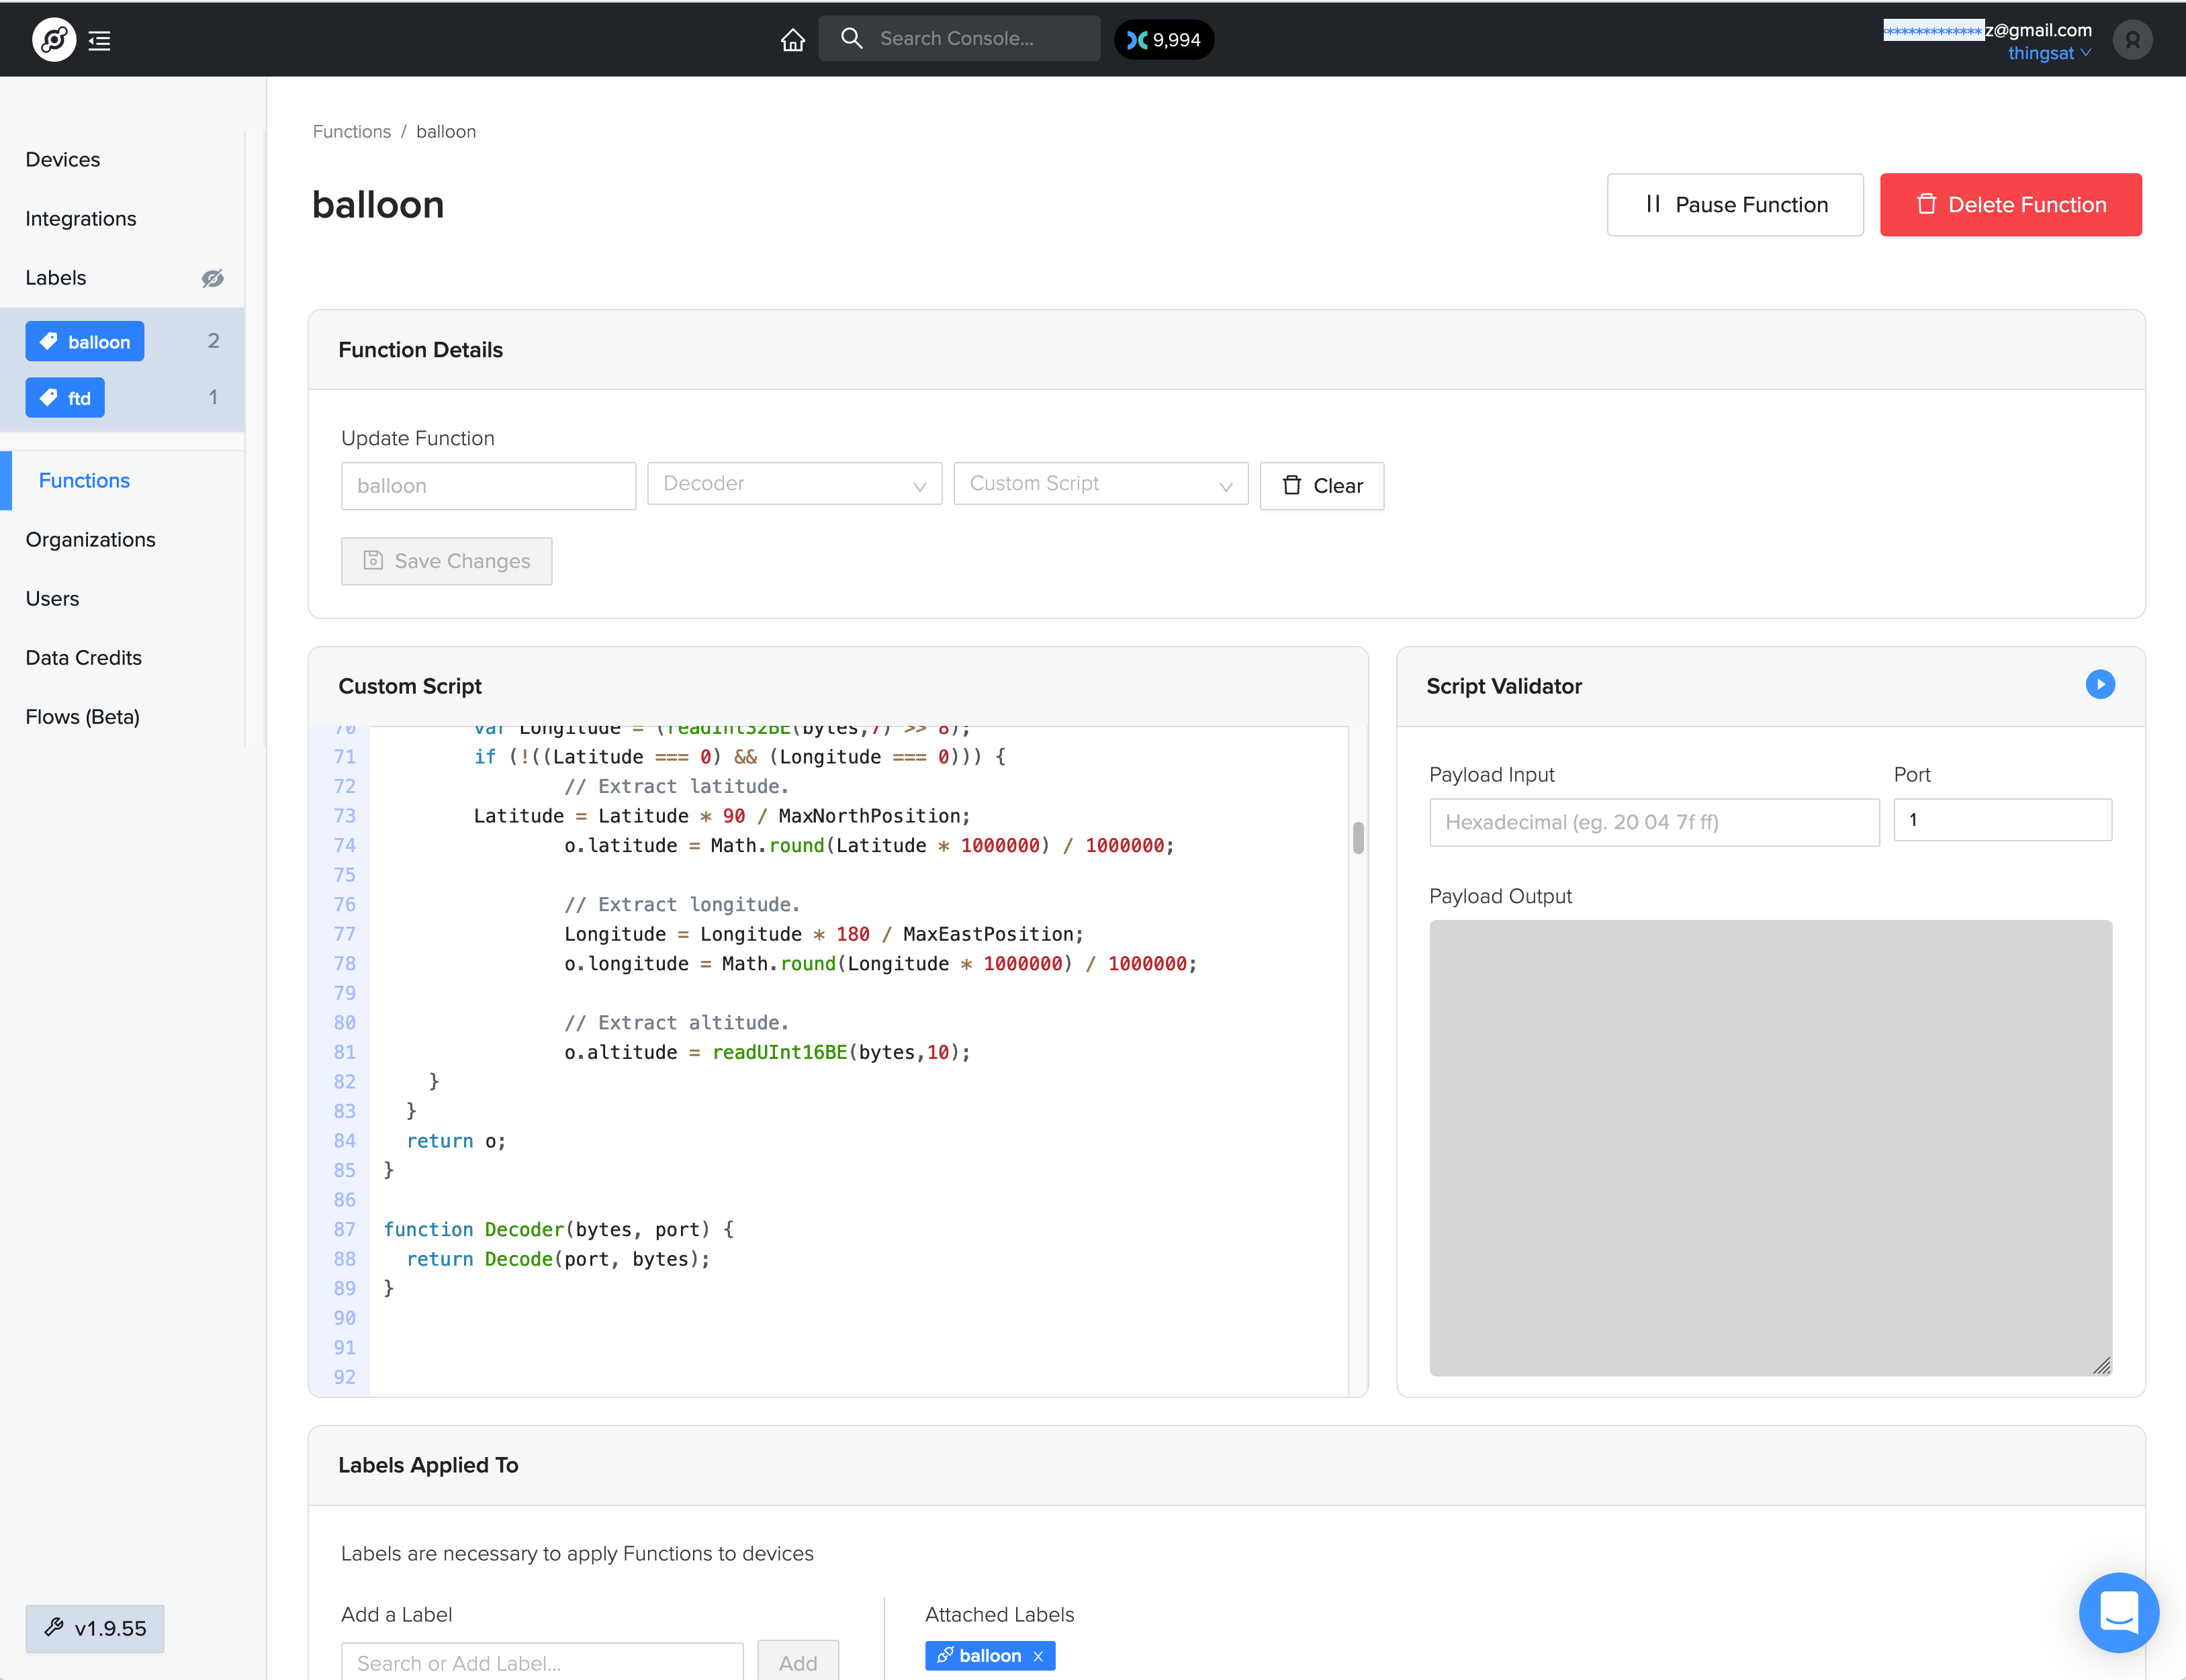 Search Console...
9,994
*************z@gmail.com
thingsat
Devices
Integrations
Labels
balloon 2
ftd 1
Functions
Organizations
Users
Data Credits
Flows (Beta)
v1.9.55
Functions / balloon
balloon
Pause Function
Delete Function
Function Details
Update Function
balloon
Decoder
Custom Script
Clear
Save Changes
Custom Script
70 var Longitude = (readInt32BE(bytes,7) >> 8);
71 if (!((Latitude === 0) && (Longitude === 0))) {
72 // Extract latitude.
73 Latitude = Latitude * 90 / MaxNorthPosition;
74 o.latitude = Math.round(Latitude * 1000000) / 1000000;
75
76 // Extract longitude.
77 Longitude = Longitude * 180 / MaxEastPosition;
78 o.longitude = Math.round(Longitude * 1000000) / 1000000;
79
80 // Extract altitude.
81 o.altitude = readUInt16BE(bytes,10);
82 }
83 }
84 return o;
85 }
86
87 function Decoder(bytes, port) {
88 return Decode(port, bytes);
89 }
90
91
92
Script Validator
Payload Input
Port
Hexadecimal (eg. 20 04 7f ff)
1
Payload Output
Labels Applied To
Labels are necessary to apply Functions to devices
Add a Label
Search or Add Label...
Add
Attached Labels
balloon x